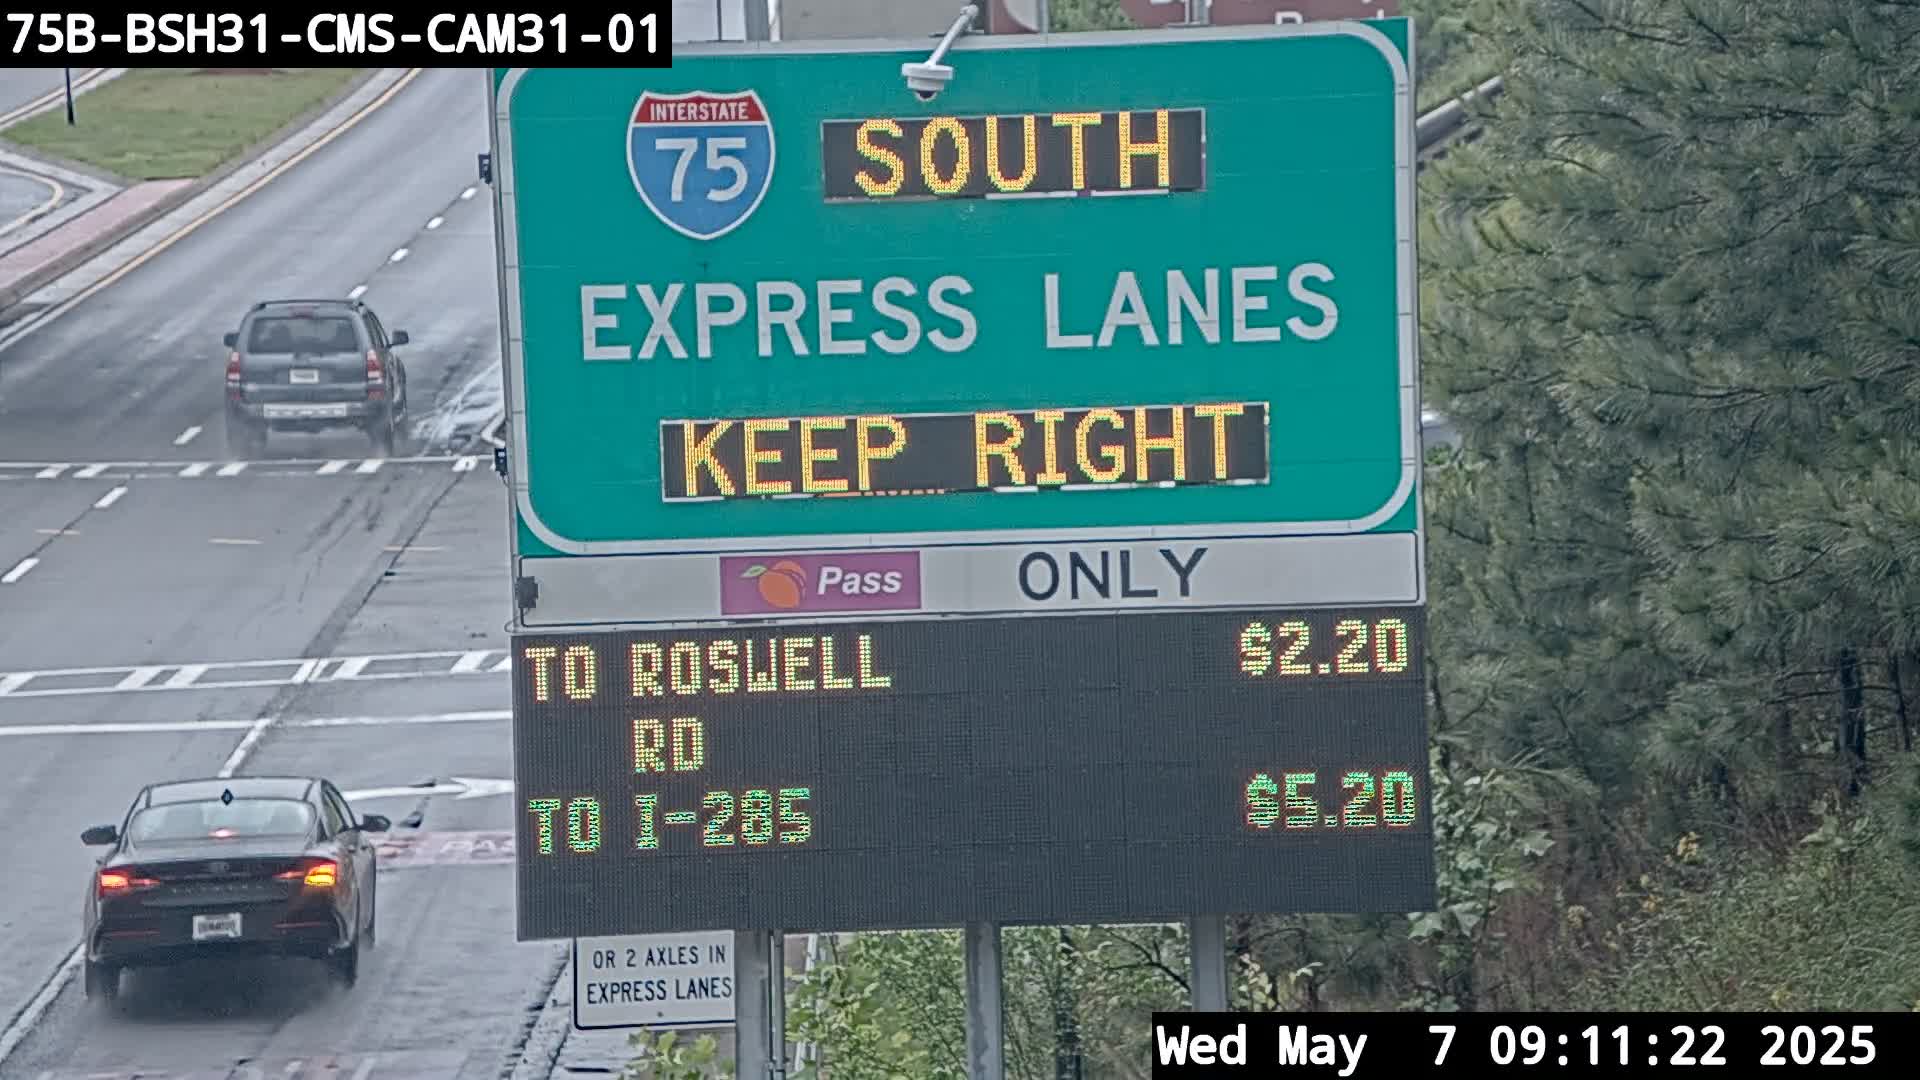 75B-BSH31-CMS-CAM31-01
INTERSTATE
75
SOUTH
EXPRESS LANES
KEEP RIGHT
Pass ONLY
TO ROSWELL $2.20
RD
TO I-285 $5.20
OR 2 AXLES IN
EXPRESS LANES
Wed May 7 09:11:22 2025